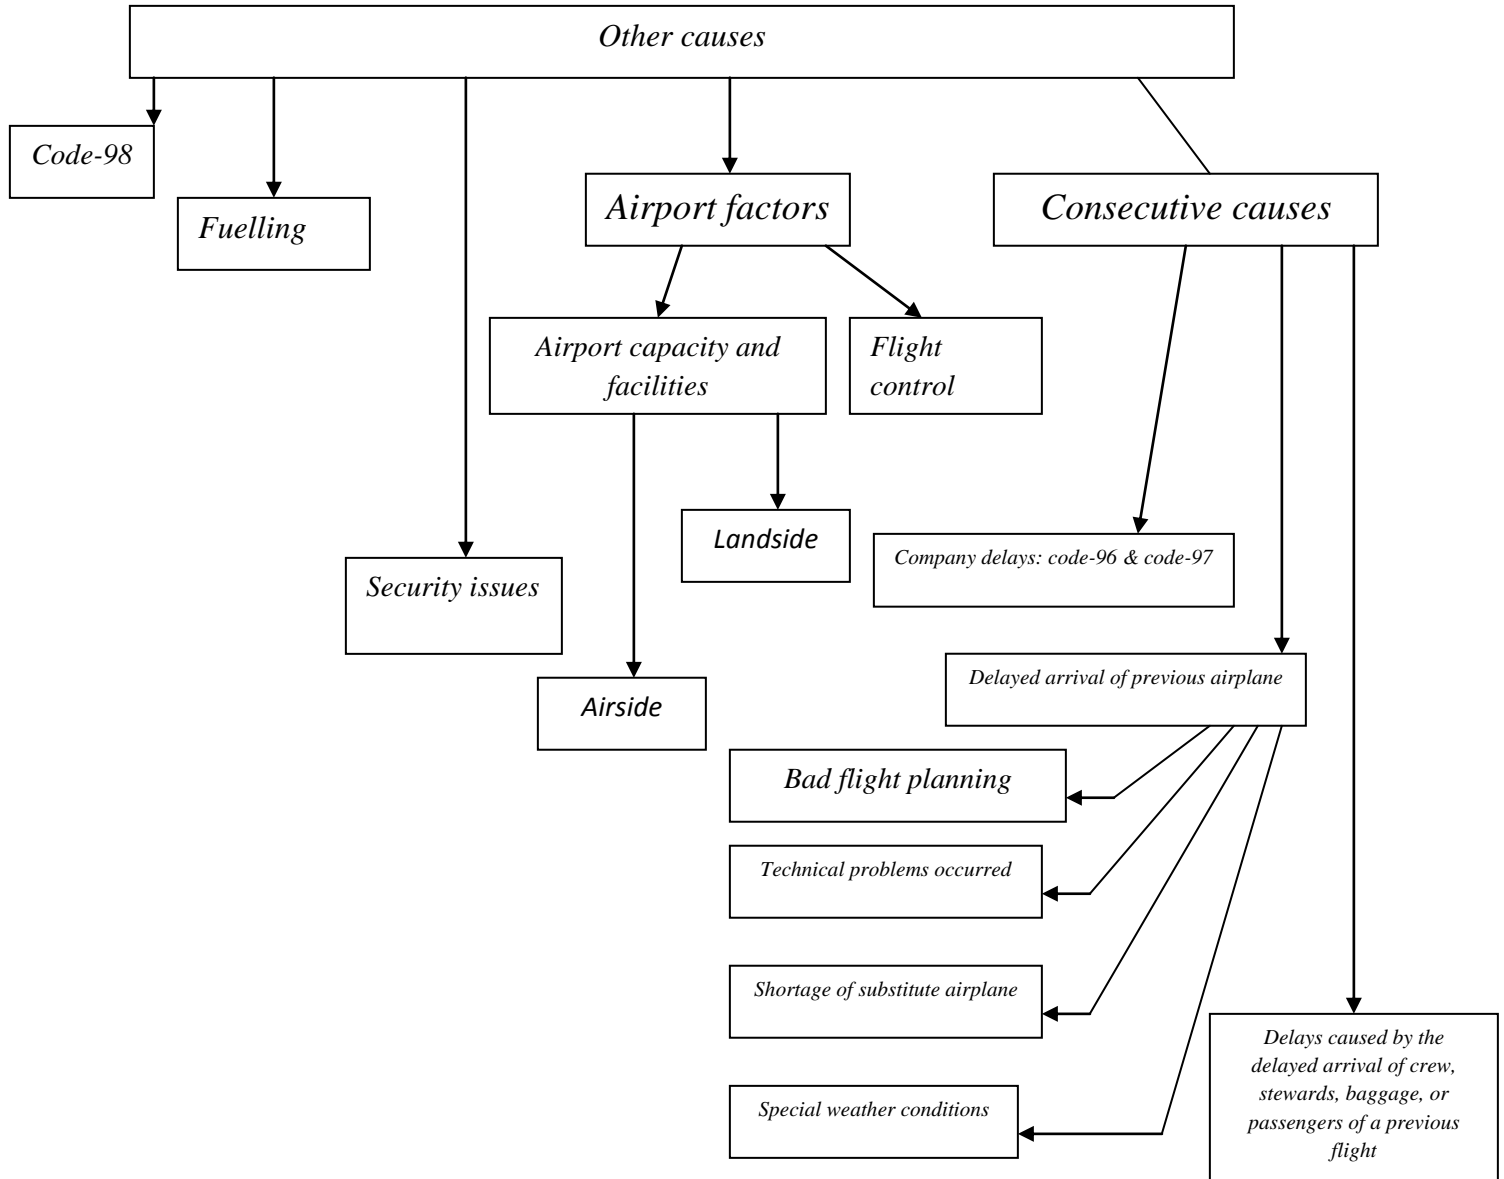 Other causes
Code-98
Fuelling
Airport factors
Consecutive causes
Airport capacity and
facilities
Flight
control
Landside
Company delays: code-96 & code-97
Security issues
Delayed arrival of previous airplane
Airside
Bad flight planning
Technical problems occurred
Shortage of substitute airplane
Delays caused by the
delayed arrival of crew,
stewards, baggage, or
passengers of a previous
flight
Special weather conditions